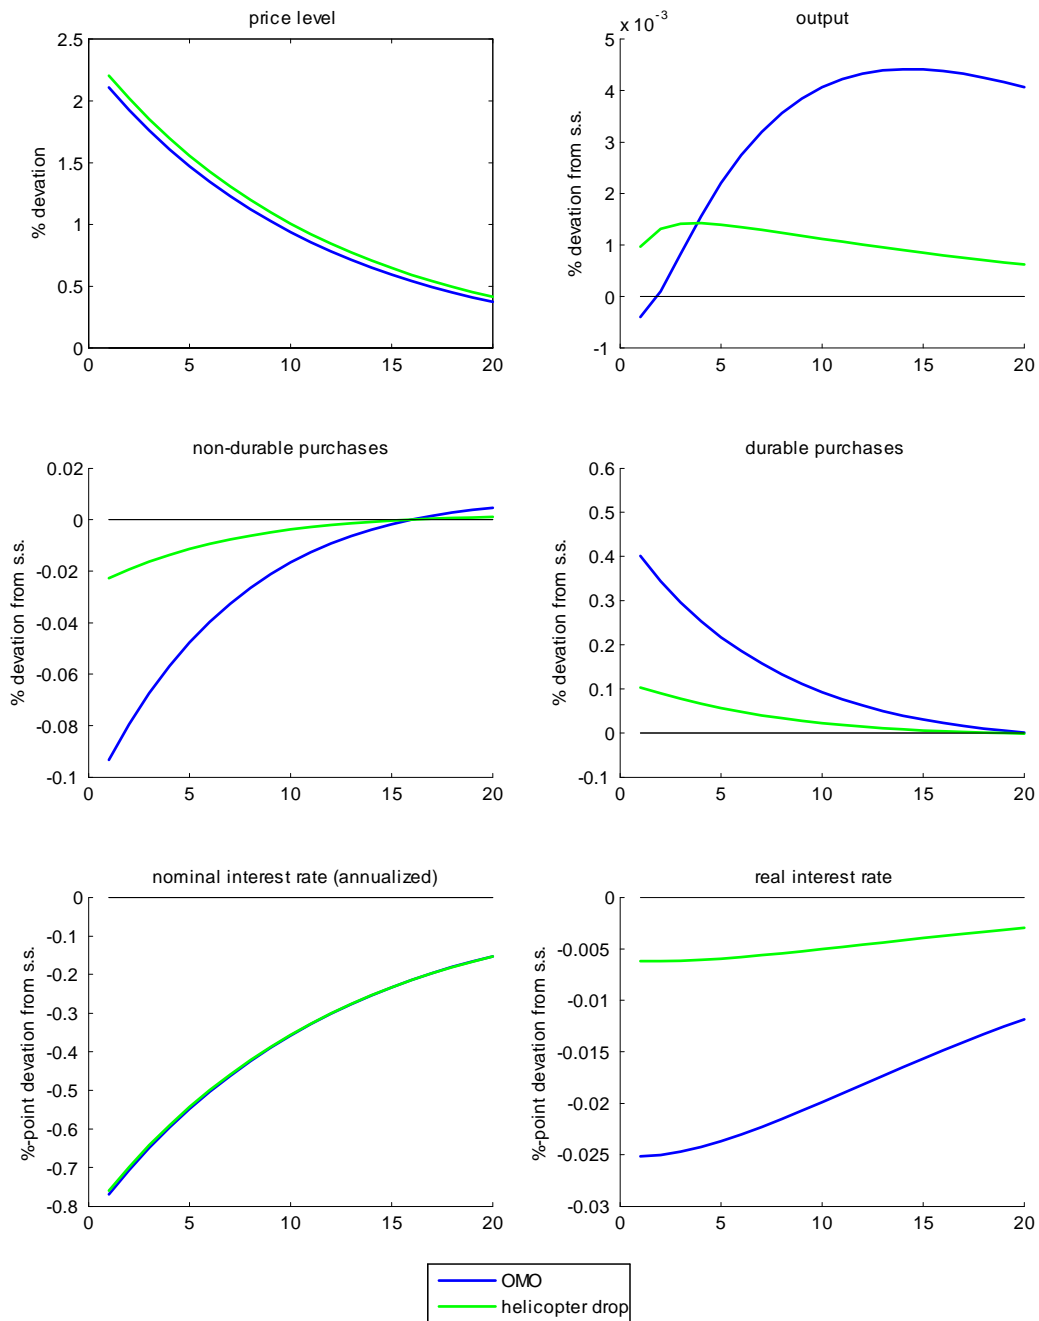 price level
% devation
2.5
2
1.5
1
0.5
0
0 5 10 15 20
output
x 10^-3
% devation from s.s.
5
4
3
2
1
0
-1
0 5 10 15 20
non-durable purchases
% devation from s.s.
0.02
0
-0.02
-0.04
-0.06
-0.08
-0.1
0 5 10 15 20
durable purchases
% devation from s.s.
0.6
0.5
0.4
0.3
0.2
0.1
0
-0.1
0 5 10 15 20
nominal interest rate (annualized)
%-point devation from s.s.
0
-0.1
-0.2
-0.3
-0.4
-0.5
-0.6
-0.7
-0.8
0 5 10 15 20
real interest rate
%-point devation from s.s.
0
-0.005
-0.01
-0.015
-0.02
-0.025
-0.03
0 5 10 15 20
OMO
helicopter drop